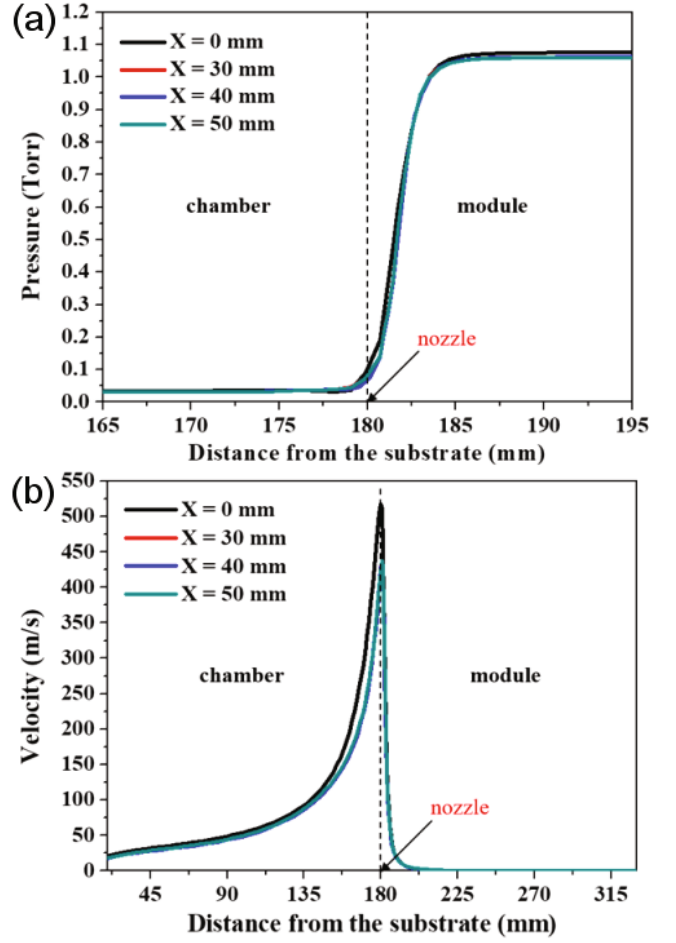 (a)
1.2
1.1
1.0
0.9
0.8
0.7
0.6
0.5
0.4
0.3
0.2
0.1
0.0
Pressure (Torr)
X = 0 mm
X = 30 mm
X = 40 mm
X = 50 mm
chamber
module
nozzle
165 170 175 180 185 190 195
Distance from the substrate (mm)
(b)
550
500
450
400
350
300
250
200
150
100
50
0
Velocity (m/s)
X = 0 mm
X = 30 mm
X = 40 mm
X = 50 mm
chamber
module
nozzle
45 90 135 180 225 270 315
Distance from the substrate (mm)